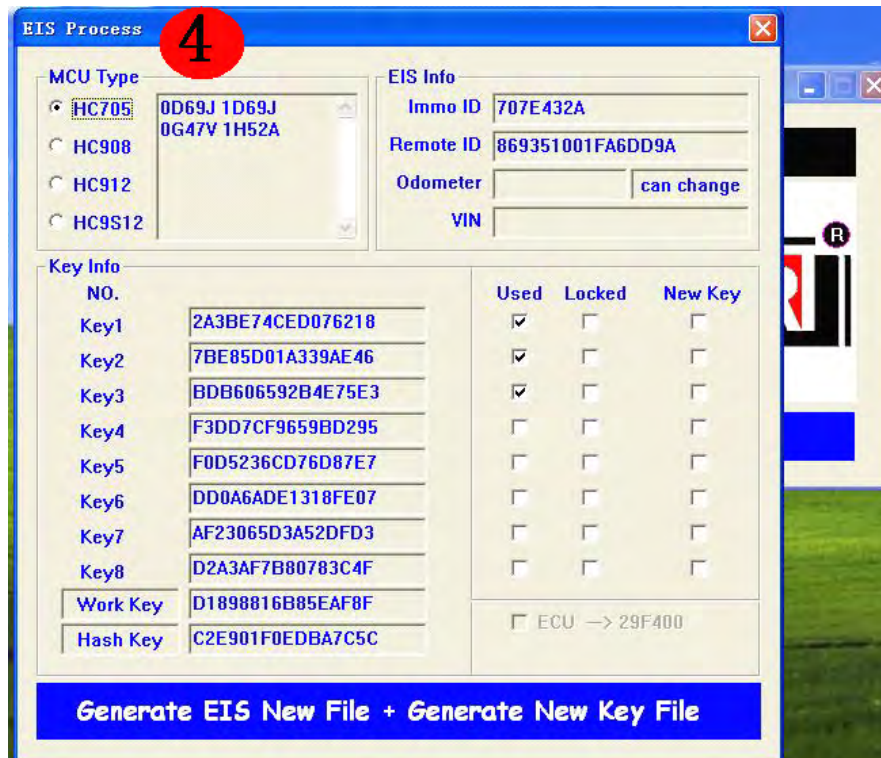 EIS Process
4
MCU Type
HC705
HC908
HC912
HC9S12
0D69J 1D69J
0G47V 1H52A
EIS Info
Immo ID 707E432A
Remote ID 869351001FA6DD9A
Odometer can change
VIN
R
Key Info
NO. Used Locked New Key
Key1 2A3BE74CED076218
Key2 7BE85D01A339AE46
Key3 BDB606592B4E75E3
Key4 F3DD7CF9659BD295
Key5 F0D5236CD76D87E7
Key6 DD0A6ADE1318FE07
Key7 AF23065D3A52DFD3
Key8 D2A3AF7B80783C4F
Work Key D1898816B85EAF8F
Hash Key C2E901F0EDBA7C5C
ECU -> 29F400
Generate EIS New File + Generate New Key File